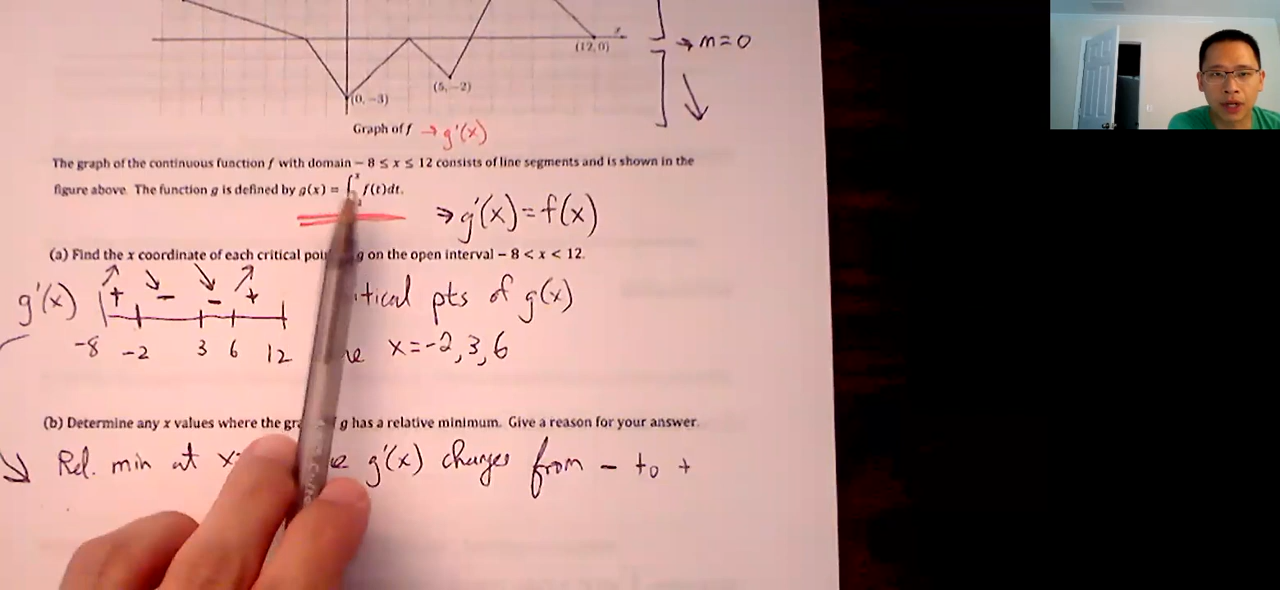 x
(12,0)
→ m=0
(0, −3)
(5, −2)
Graph of f → g'(x)
The graph of the continuous function f with domain − 8 ≤ x ≤ 12 consists of line segments and is shown in the
figure above. The function g is defined by g(x) = ∫ x f(t)dt.
⇒ g'(x) = f(x)
(a) Find the x coordinate of each critical g on the open interval − 8 < x < 12.
g'(x) + − − +
-8 -2 3 6 12
pts of g(x)
x=-2, 3, 6
(b) Determine any x values where the g has a relative minimum. Give a reason for your answer.
Rel. min at x g'(x) changes from − to +